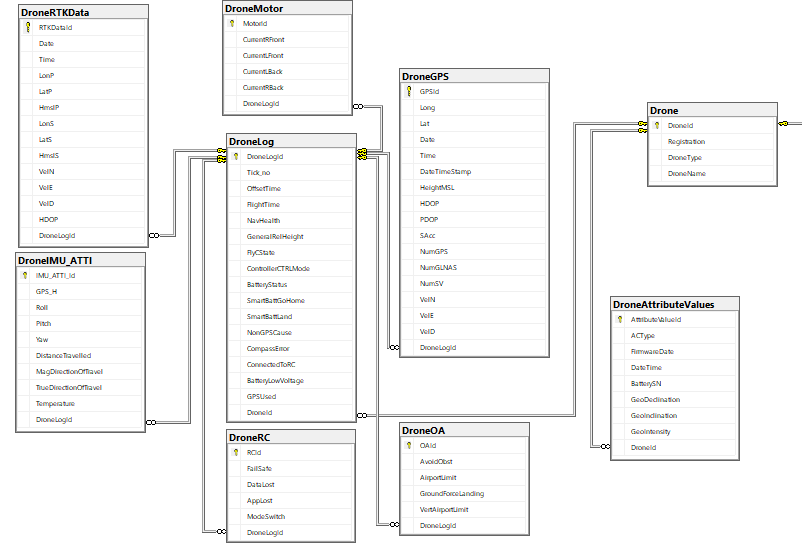 DroneRTKData
RTKDataId
Date
Time
LonP
LatP
HmslP
LonS
LatS
HmslS
VelN
VelE
VelD
HDOP
DroneLogId
DroneMotor
MotorId
CurrentRFront
CurrentLFront
CurrentLBack
CurrentRBack
DroneLogId
DroneGPS
GPSId
Long
Lat
Date
Time
DateTimeStamp
HeightMSL
HDOP
PDOP
SAcc
NumGPS
NumGLNAS
NumSV
VelN
VelE
VelD
DroneLogId
Drone
DroneId
Registration
DroneType
DroneName
DroneLog
DroneLogId
Tick_no
OffsetTime
FlightTime
NavHealth
GeneralRelHeight
FlyCState
ControllerCTRLMode
BatteryStatus
SmartBattGoHome
SmartBattLand
NonGPSCause
CompassError
ConnectedToRC
BatteryLowVoltage
GPSUsed
DroneId
DroneIMU_ATTI
IMU_ATTI_Id
GPS_H
Roll
Pitch
Yaw
DistanceTravelled
MagDirectionOfTravel
TrueDirectionOfTravel
Temperature
DroneLogId
DroneAttributeValues
AttributeValueId
ACType
FirmwareDate
DateTime
BatterySN
GeoDeclination
GeoInclination
GeoIntensity
DroneId
DroneRC
RCId
FailSafe
DataLost
AppLost
ModeSwitch
DroneLogId
DroneOA
OAId
AvoidObst
AirportLimit
GroundForceLanding
VertAirportLimit
DroneLogId